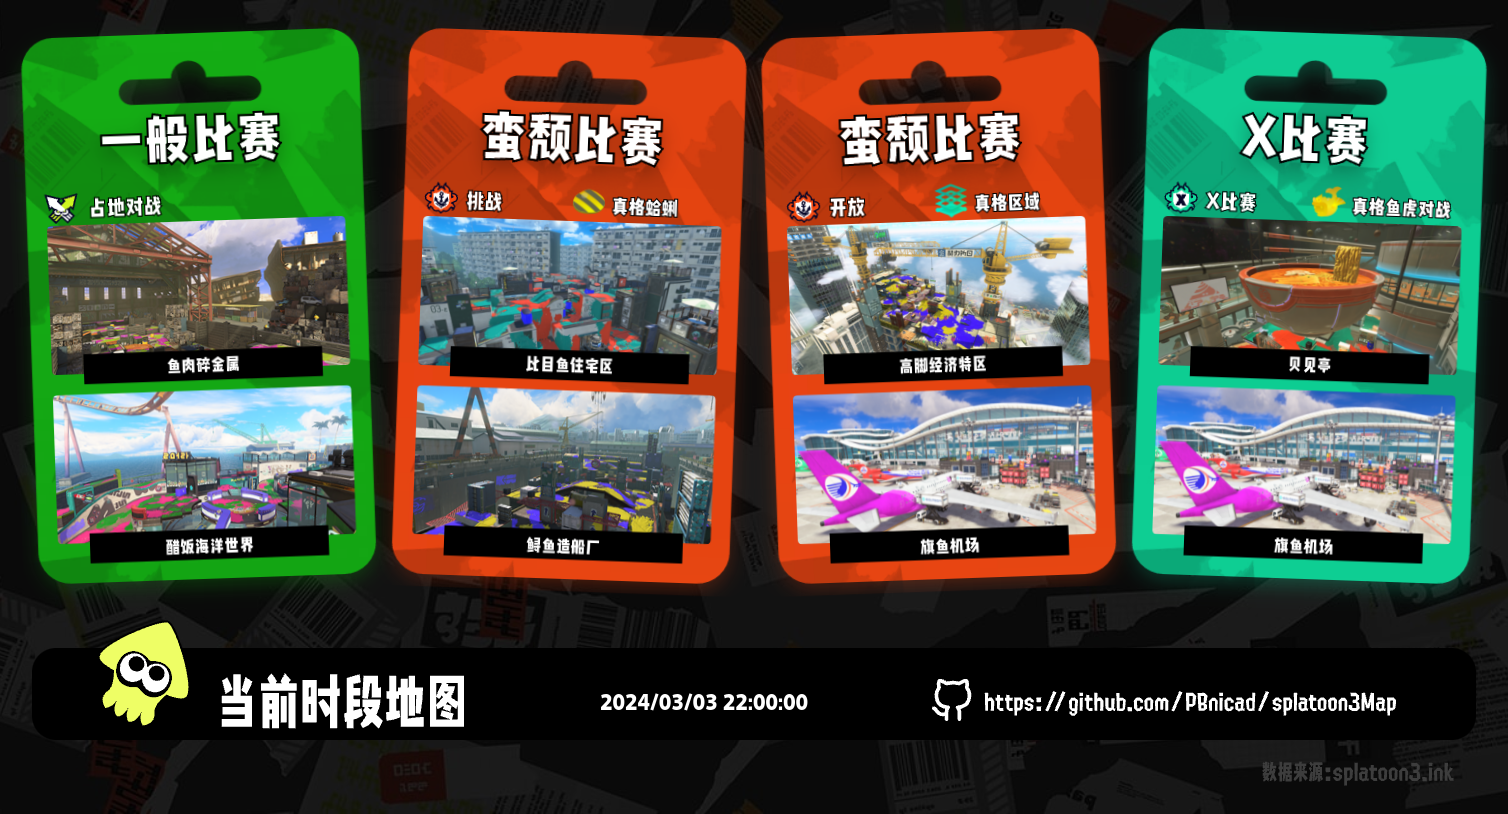 一般比赛
占地对战
鱼肉碎金属
醋饭海洋世界
蛮颓比赛
挑战
真格蛤蜊
比目鱼住宅区
鲟鱼造船厂
蛮颓比赛
开放
真格区域
高脚经济特区
旗鱼机场
X比赛
X比赛
真格鱼虎对战
贝见亭
旗鱼机场
当前时段地图
2024/03/03 22:00:00
https://github.com/PBnicad/splatoon3Map
数据来源:splatoon3.ink